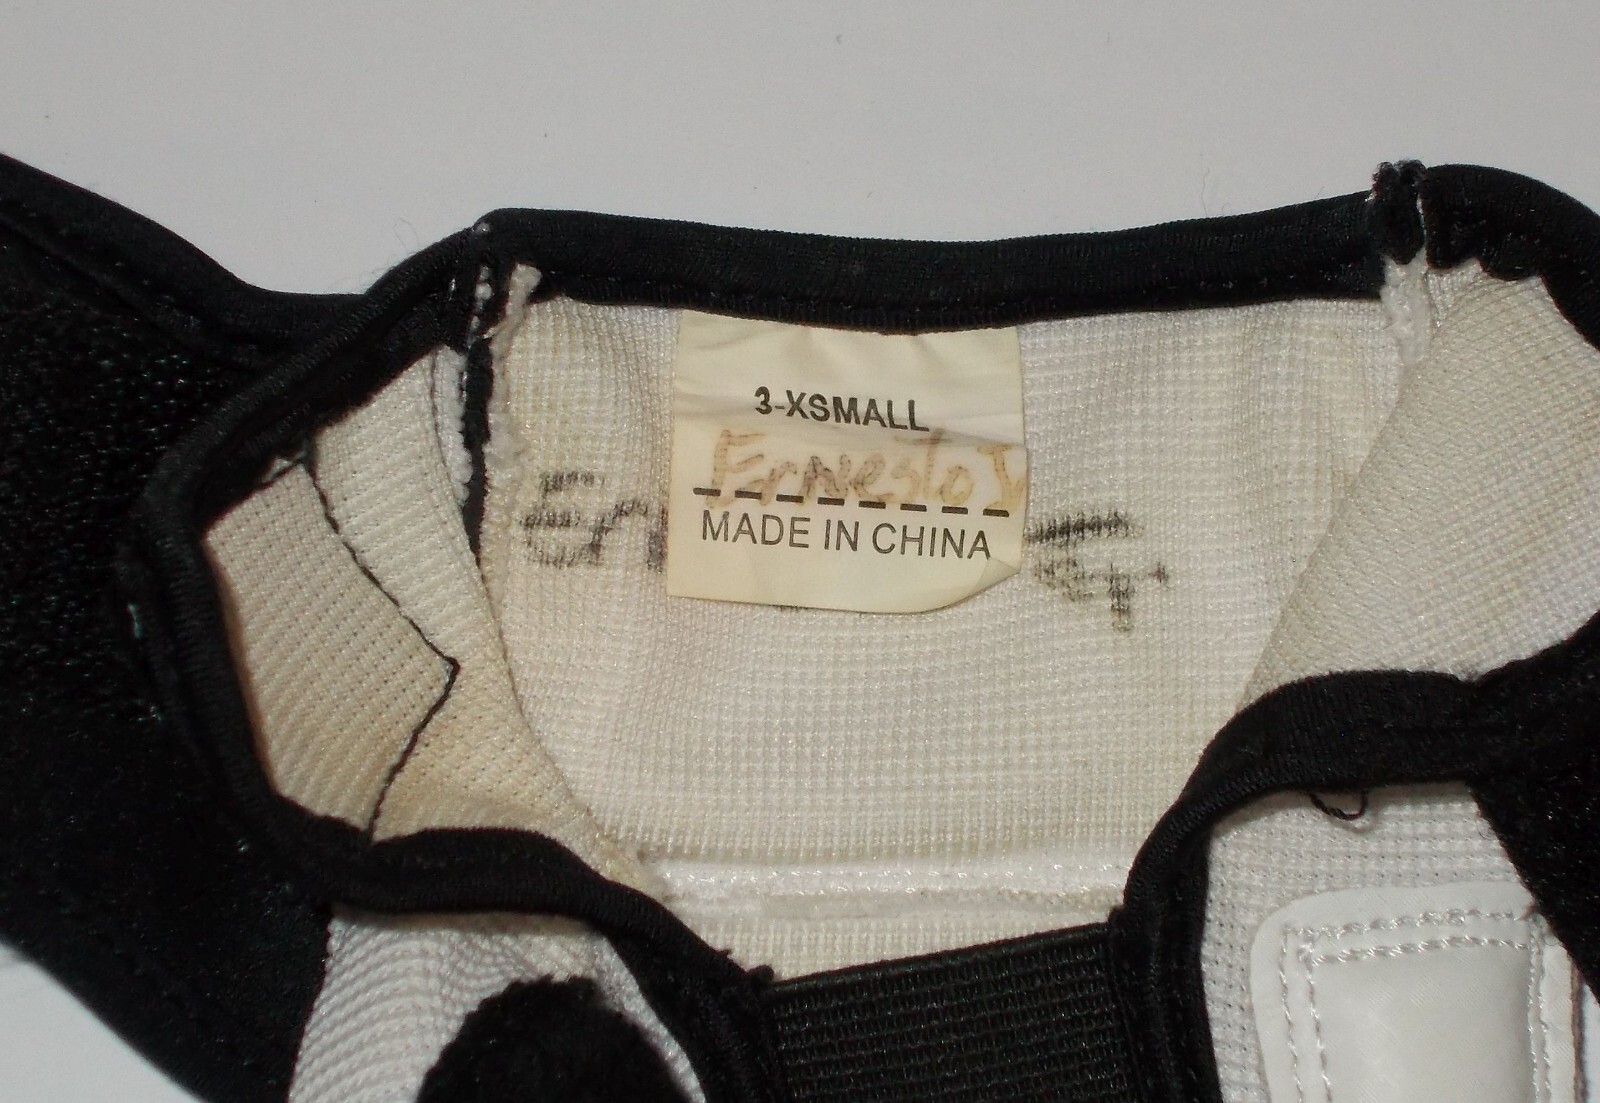 3-XSMALL
Ernesto
MADE IN CHINA